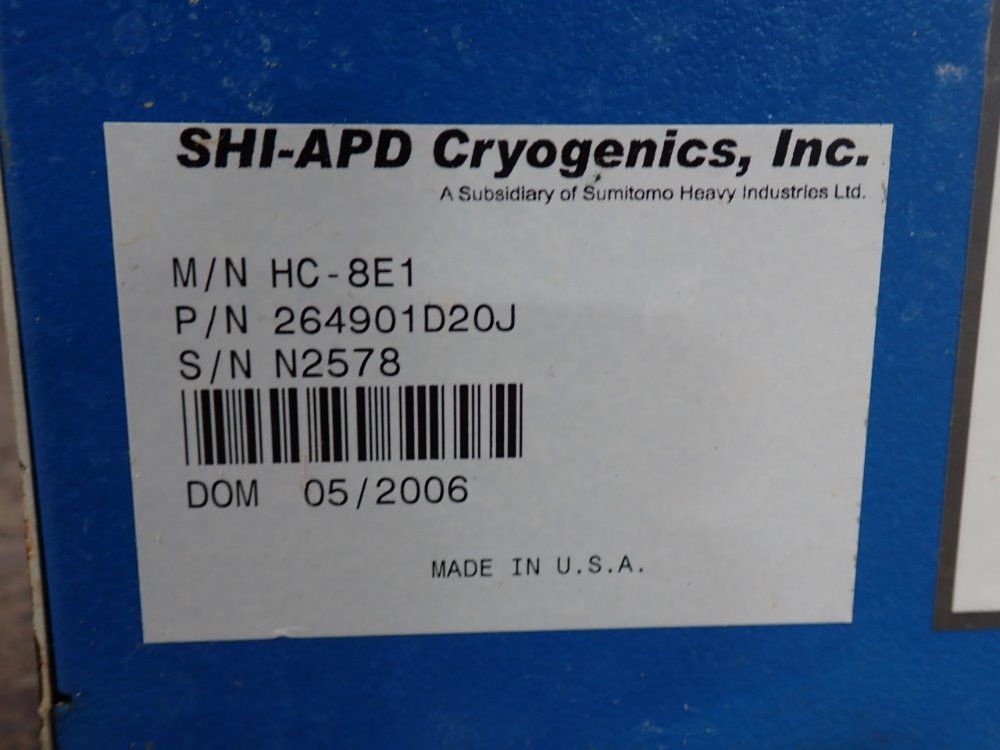 SHI-APD Cryogenics, Inc.
A Subsidiary of Sumitomo Heavy Industries Ltd.
M/N HC-8E1
P/N 264901D20J
S/N N2578
DOM 05/2006
MADE IN U.S.A.